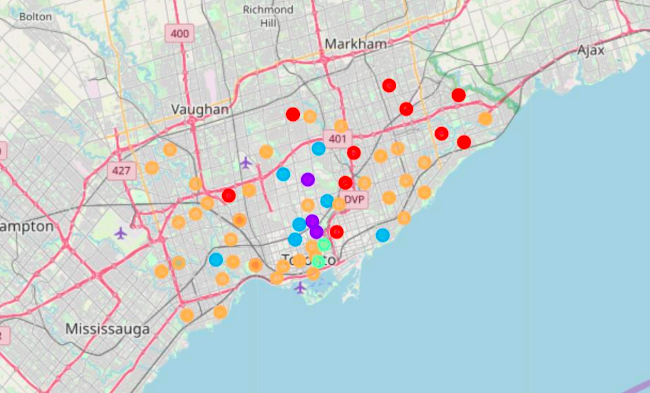 Bolton
Richmond
Hill
400
Markham
Ajax
Vaughan
401
427
DVP
ampton
Toronto
Mississauga